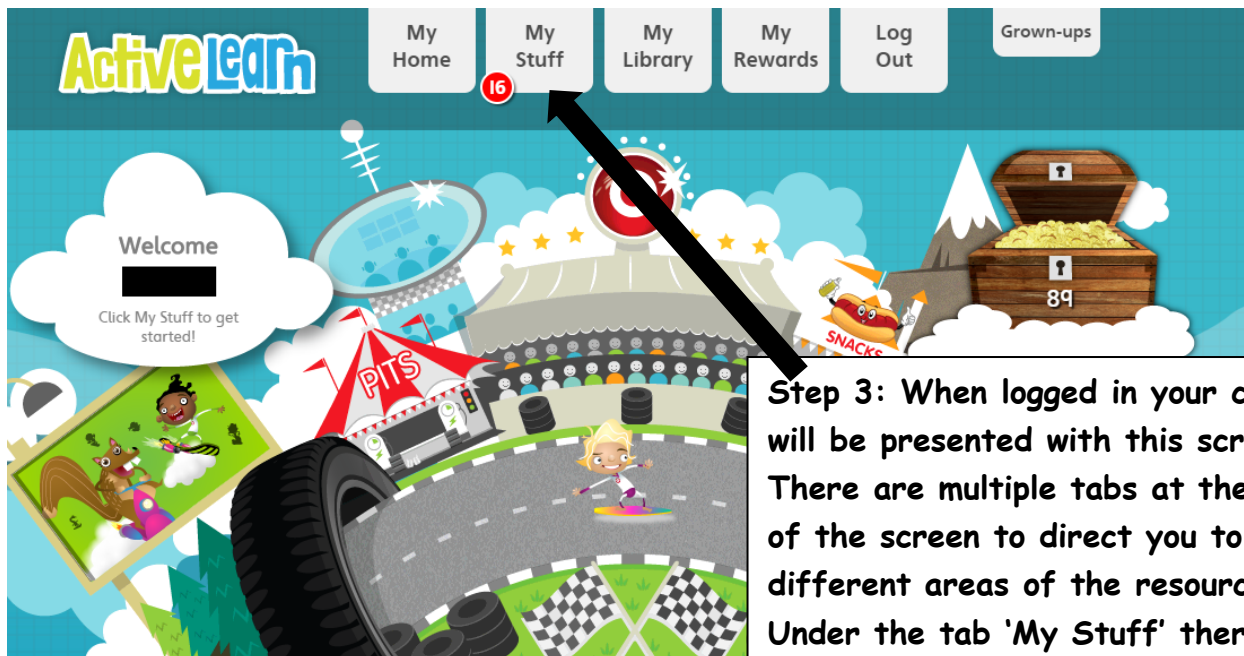 ActiveLearn
My Home
My Stuff
My Library
My Rewards
Log Out
Grown-ups
16
Welcome
Click My Stuff to get
started!
89
PITS
SNACKS
Step 3: When logged in your
will be presented with this
There are multiple tabs at the
of the screen to direct you to
different areas of the
Under the tab ‘My Stuff’